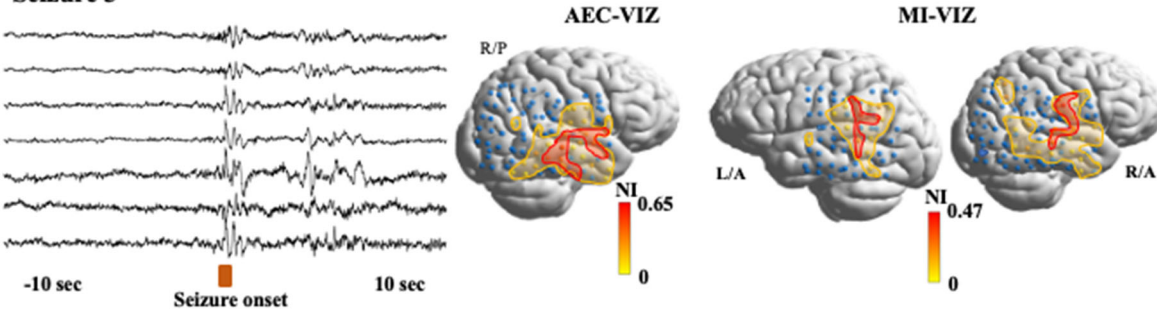 AEC-VIZ
MI-VIZ
R/P
L/A
R/A
NI
0.65
0
NI
0.47
0
-10 sec
10 sec
Seizure onset